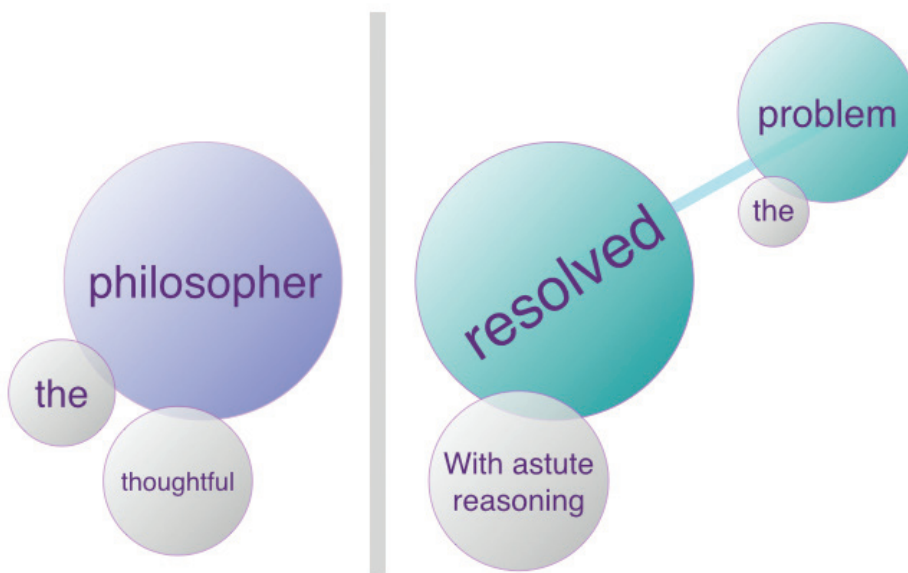 philosopher
the
thoughtful
resolved
With astute
reasoning
problem
the